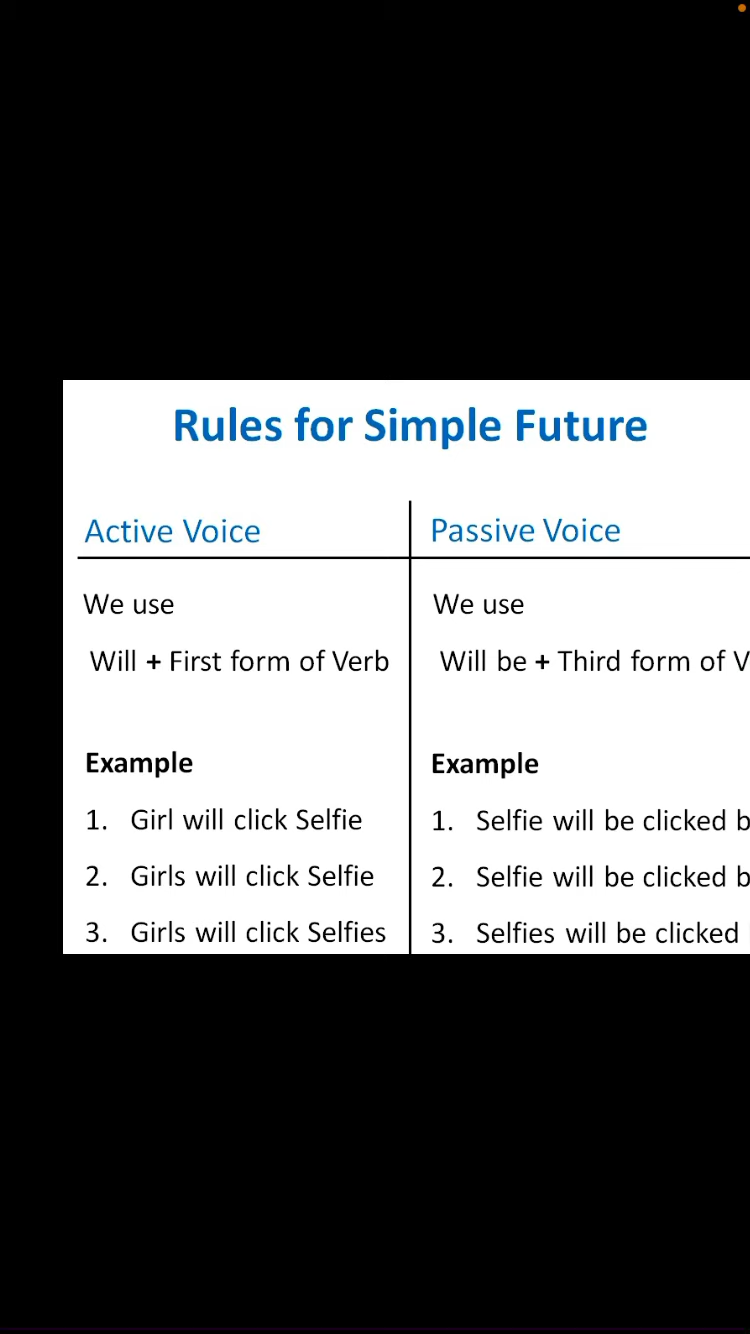 Rules for Simple Future
Active Voice
Passive Voice
We use
Will + First form of Verb
We use
Will be + Third form of V
Example
1. Girl will click Selfie
2. Girls will click Selfie
3. Girls will click Selfies
Example
1. Selfie will be clicked b
2. Selfie will be clicked b
3. Selfies will be clicked